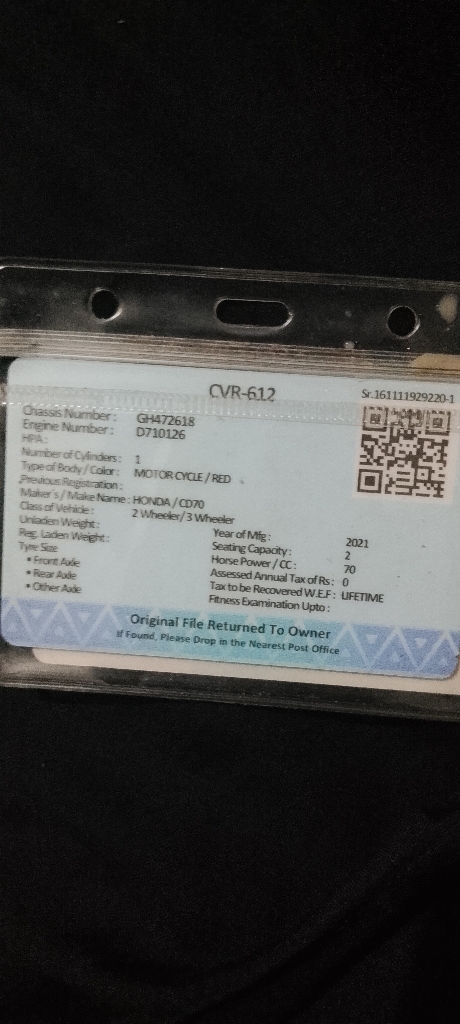 CVR-612
Sr.161111929220-1
Chassis Number: GH472618
Engine Number: D710126
HPA:
Number of Cylinders: 1
Type of Body / Color: MOTOR CYCLE / RED
Previous Registration:
Maker's / Make Name: HONDA / CD70
Class of Vehicle: 2 Wheeler/3 Wheeler
Unladen Weight:
Reg. Laden Weight:
Tyre Size
• Front Axle
• Rear Axle
• Other Axle
Year of Mfg: 2021
Seating Capacity: 2
Horse Power / CC: 70
Assessed Annual Tax of Rs: 0
Tax to be Recovered W.E.F: LIFETIME
Fitness Examination Upto:
Original File Returned To Owner
If Found, Please Drop in the Nearest Post Office